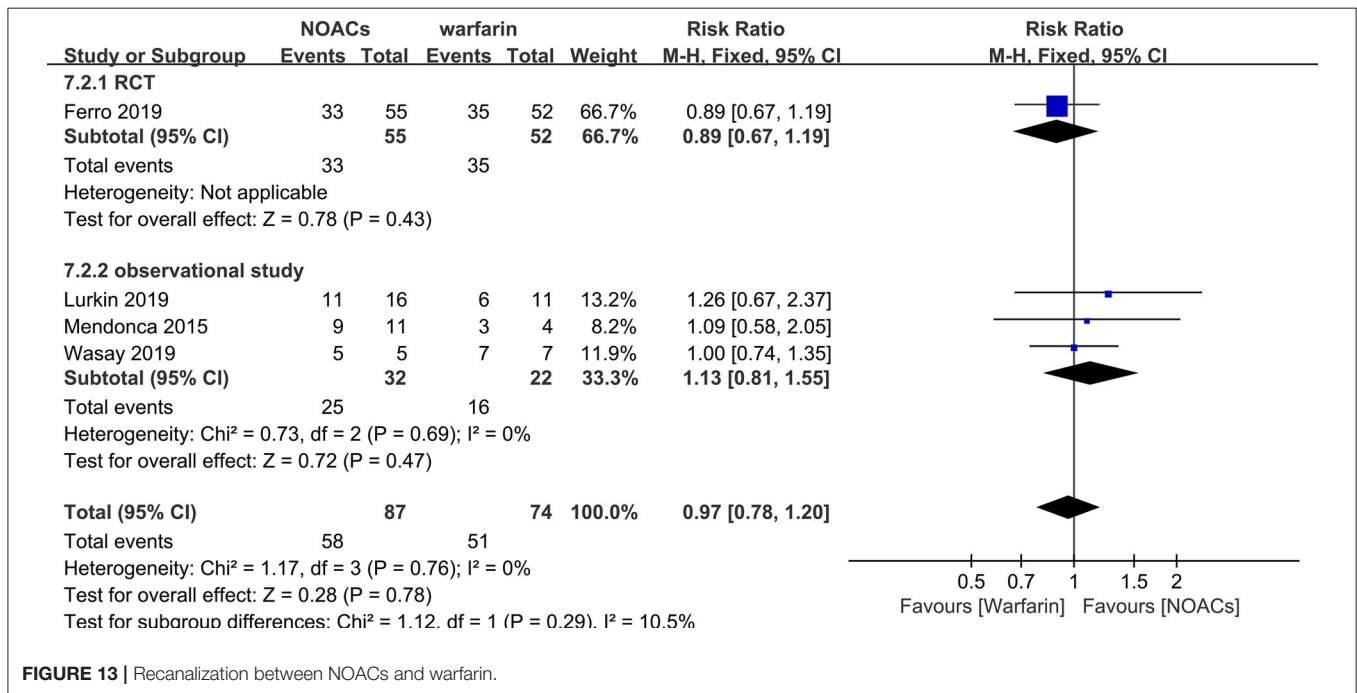 NOACs warfarin Risk Ratio Risk Ratio
Study or Subgroup Events Total Events Total Weight M-H, Fixed, 95% CI M-H, Fixed, 95% CI
7.2.1 RCT
Ferro 2019 33 55 35 52 66.7% 0.89 [0.67, 1.19]
Subtotal (95% CI) 55 52 66.7% 0.89 [0.67, 1.19]
Total events 33 35
Heterogeneity: Not applicable
Test for overall effect: Z = 0.78 (P = 0.43)
7.2.2 observational study
Lurkin 2019 11 16 6 11 13.2% 1.26 [0.67, 2.37]
Mendonca 2015 9 11 3 4 8.2% 1.09 [0.58, 2.05]
Wasay 2019 5 5 7 7 11.9% 1.00 [0.74, 1.35]
Subtotal (95% CI) 32 22 33.3% 1.13 [0.81, 1.55]
Total events 25 16
Heterogeneity: Chi² = 0.73, df = 2 (P = 0.69); I² = 0%
Test for overall effect: Z = 0.72 (P = 0.47)
Total (95% CI) 87 74 100.0% 0.97 [0.78, 1.20]
Total events 58 51
Heterogeneity: Chi² = 1.17, df = 3 (P = 0.76); I² = 0%
Test for overall effect: Z = 0.28 (P = 0.78)
Test for subgroup differences: Chi² = 1.12, df = 1 (P = 0.29), I² = 10.5%
0.5 0.7 1 1.5 2
Favours [Warfarin] Favours [NOACs]
FIGURE 13 | Recanalization between NOACs and warfarin.